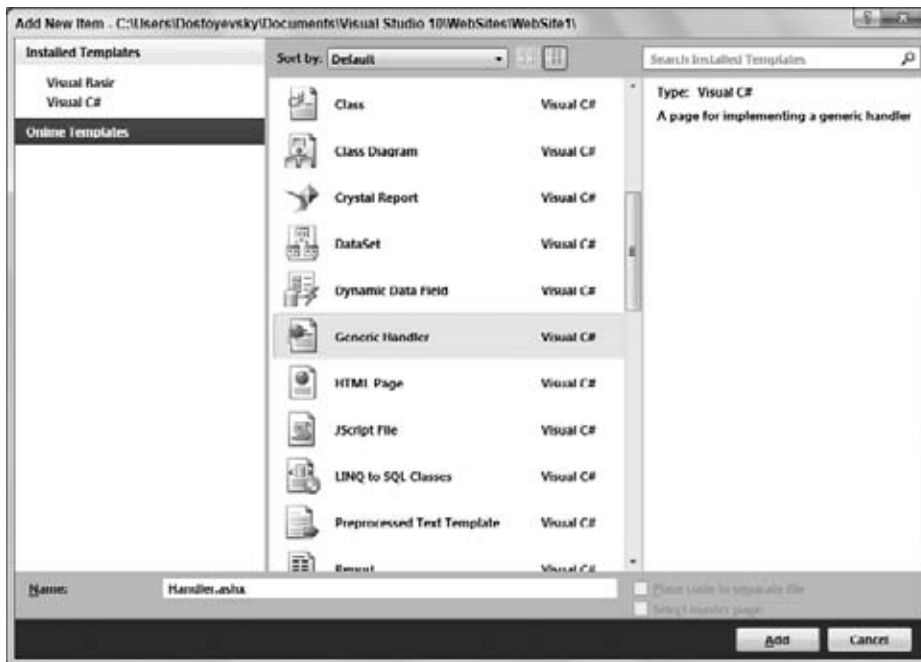 Add New Item - C:\Users\Dostoyevsky\Documents\Visual Studio 10\WebSites\WebSite1\
Installed Templates
Visual Basic
Visual C#
Online Templates
Sort by: Default
Search Installed Templates
Class Visual C#
Class Diagram Visual C#
Crystal Report Visual C#
DataSet Visual C#
Dynamic Data Field Visual C#
Generic Handler Visual C#
HTML Page Visual C#
JScript File Visual C#
LINQ to SQL Classes Visual C#
Preprocessed Text Template Visual C#
Report Visual C#
Type: Visual C#
A page for implementing a generic handler
Name: Handler.ashx
Place code in separate file
Select master page
Add
Cancel